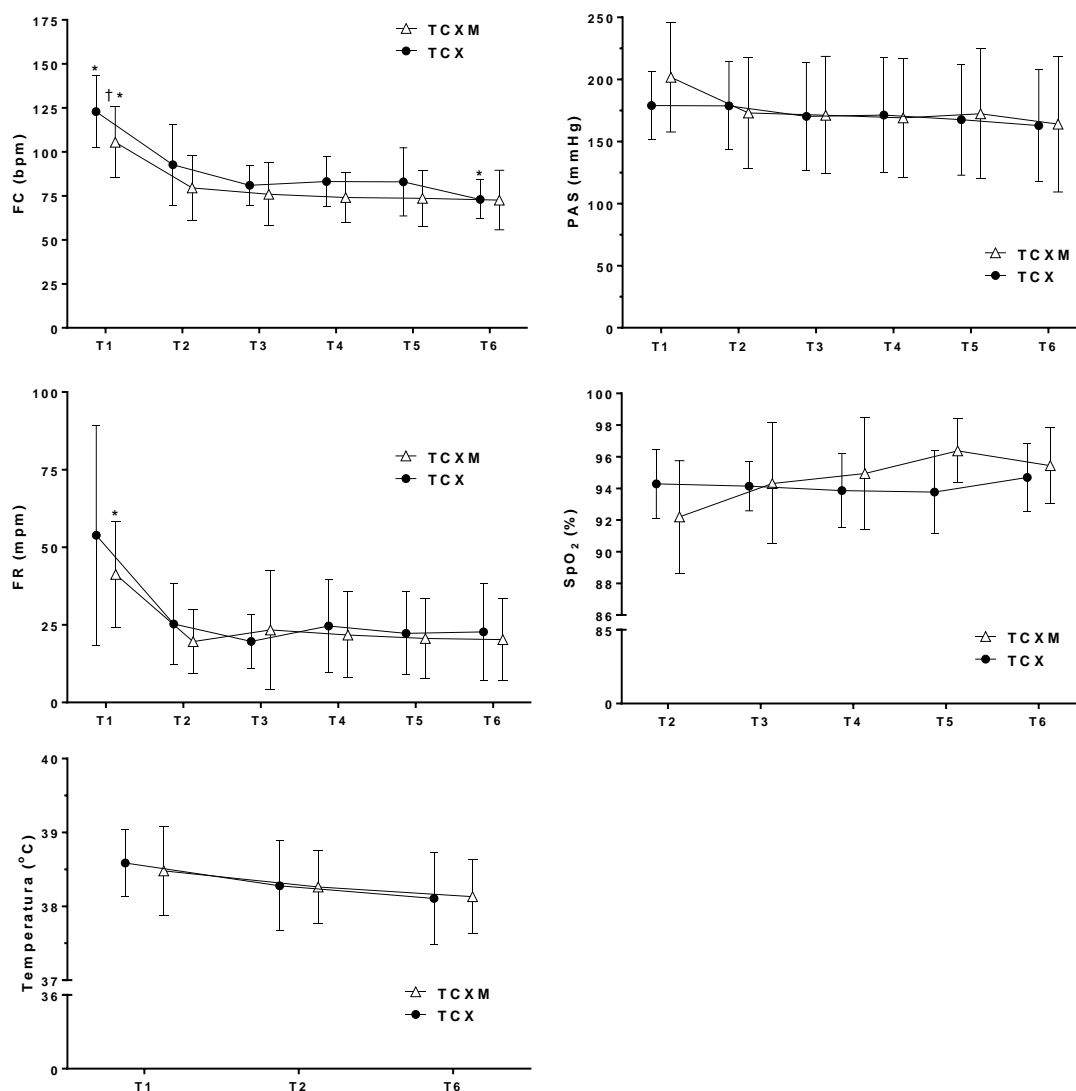 FC (bpm)
175
150
125
100
75
50
25
0
* † * *
TCXM
TCX
T1 T2 T3 T4 T5 T6
PAS (mmHg)
250
200
150
100
50
0
TCXM
TCX
T1 T2 T3 T4 T5 T6
FR (mpm)
100
75
50
25
0
*
TCXM
TCX
T1 T2 T3 T4 T5 T6
SpO₂ (%)
98
96
94
92
90
88
86
85
0
TCXM
TCX
T2 T3 T4 T5 T6
Temperatura (°C)
40
39
38
37
36
0
TCXM
TCX
T1 T2 T6